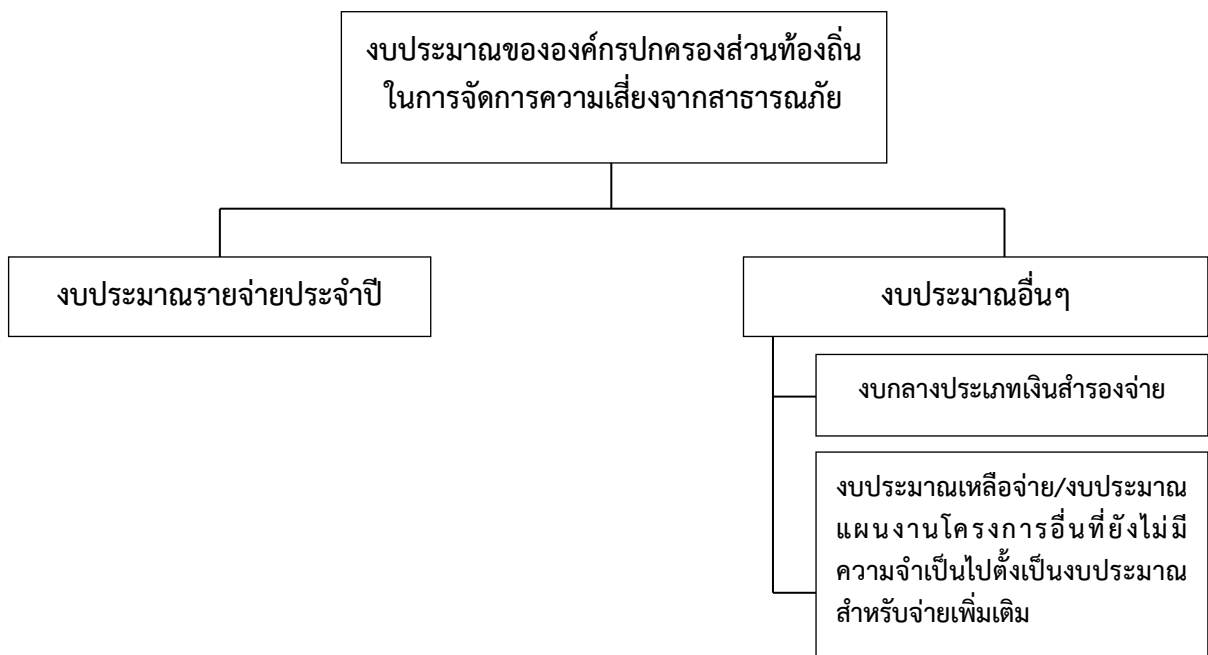 งบประมาณขององค์กรปกครองส่วนท้องถิ่น
ในการจัดการความเสี่ยงจากสาธารณภัย
งบประมาณรายจ่ายประจำปี
งบประมาณอื่นๆ
งบกลางประเภทเงินสำรองจ่าย
งบประมาณเหลือจ่าย/งบประมาณ
แผนงานโครงการอื่นที่ยังไม่มี
ความจำเป็นไปตั้งเป็นงบประมาณ
สำหรับจ่ายเพิ่มเติม